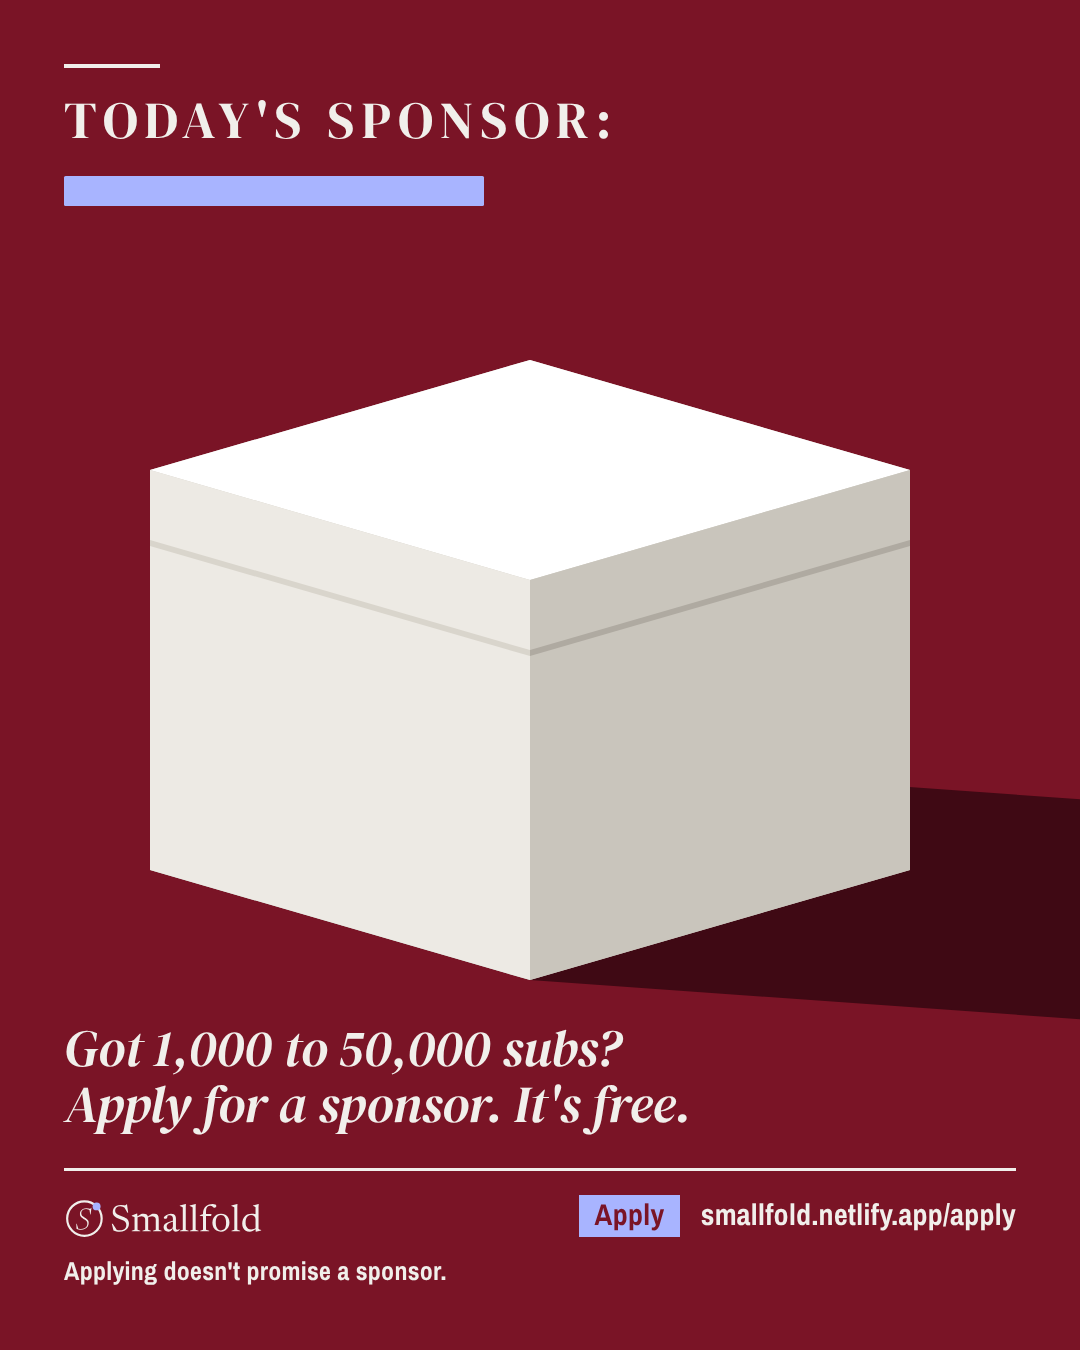 TODAY'S SPONSOR:
Got 1,000 to 50,000 subs?
Apply for a sponsor. It's free.
S Smallfold
Apply smallfold.netlify.app/apply
Applying doesn't promise a sponsor.